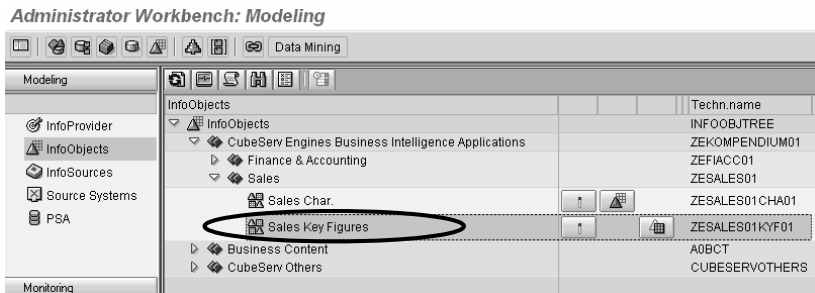 Administrator Workbench: Modeling
Data Mining
Modeling
InfoObjects Techn.name
InfoProvider
InfoObjects
InfoSources
Source Systems
PSA
InfoObjects INFOOBJTREE
CubeServ Engines Business Intelligence Applications ZEKOMPENDIUM01
Finance & Accounting ZEFIACC01
Sales ZESALES01
Sales Char. ZESALES01CHA01
Sales Key Figures ZESALES01KYF01
Business Content A0BCT
CubeServ Others CUBESERVOTHERS
Monitoring